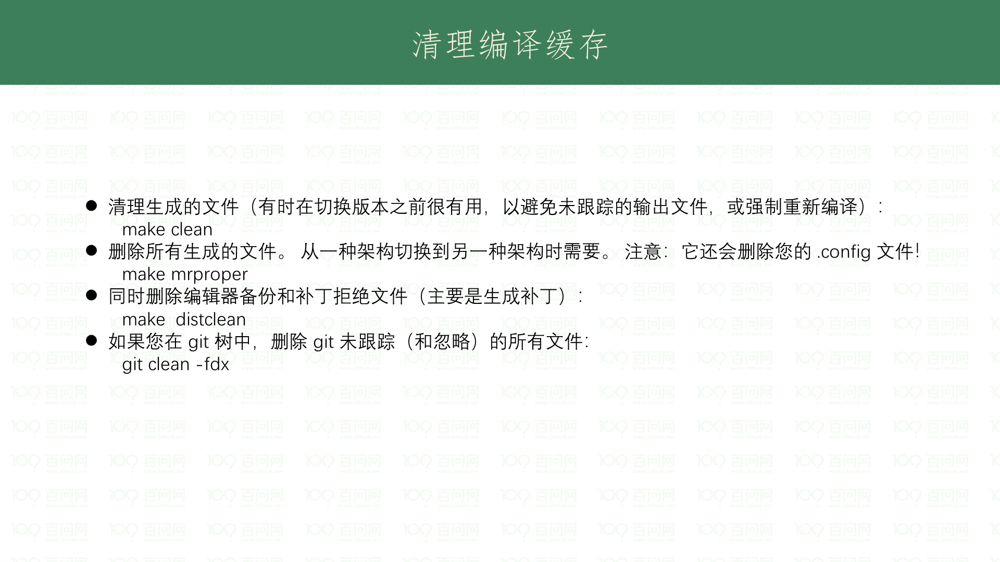 清理编译缓存
● 清理生成的文件（有时在切换版本之前很有用，以避免未跟踪的输出文件，或强制重新编译）:
make clean
● 删除所有生成的文件。 从一种架构切换到另一种架构时需要。 注意：它还会删除您的 .config 文件!
make mrproper
● 同时删除编辑器备份和补丁拒绝文件（主要是生成补丁）:
make  distclean
● 如果您在 git 树中，删除 git 未跟踪（和忽略）的所有文件:
git clean -fdx
百问网
www.100ask.net